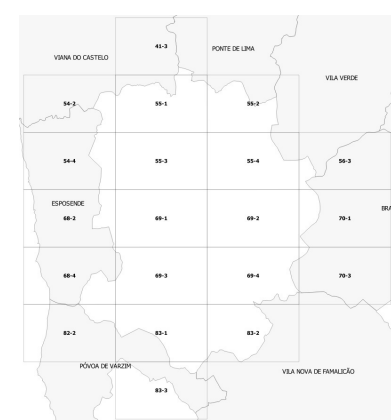 41-3
PONTE DE LIMA
VIANA DO CASTELO
VILA VERDE
54-2
55-1
55-2
54-4
55-3
55-4
56-3
ESPOSENDE
68-2
69-1
69-2
70-1
BRA
68-4
69-3
69-4
70-3
82-2
83-1
83-2
PÓVOA DE VARZIM
VILA NOVA DE FAMALICÃO
83-3